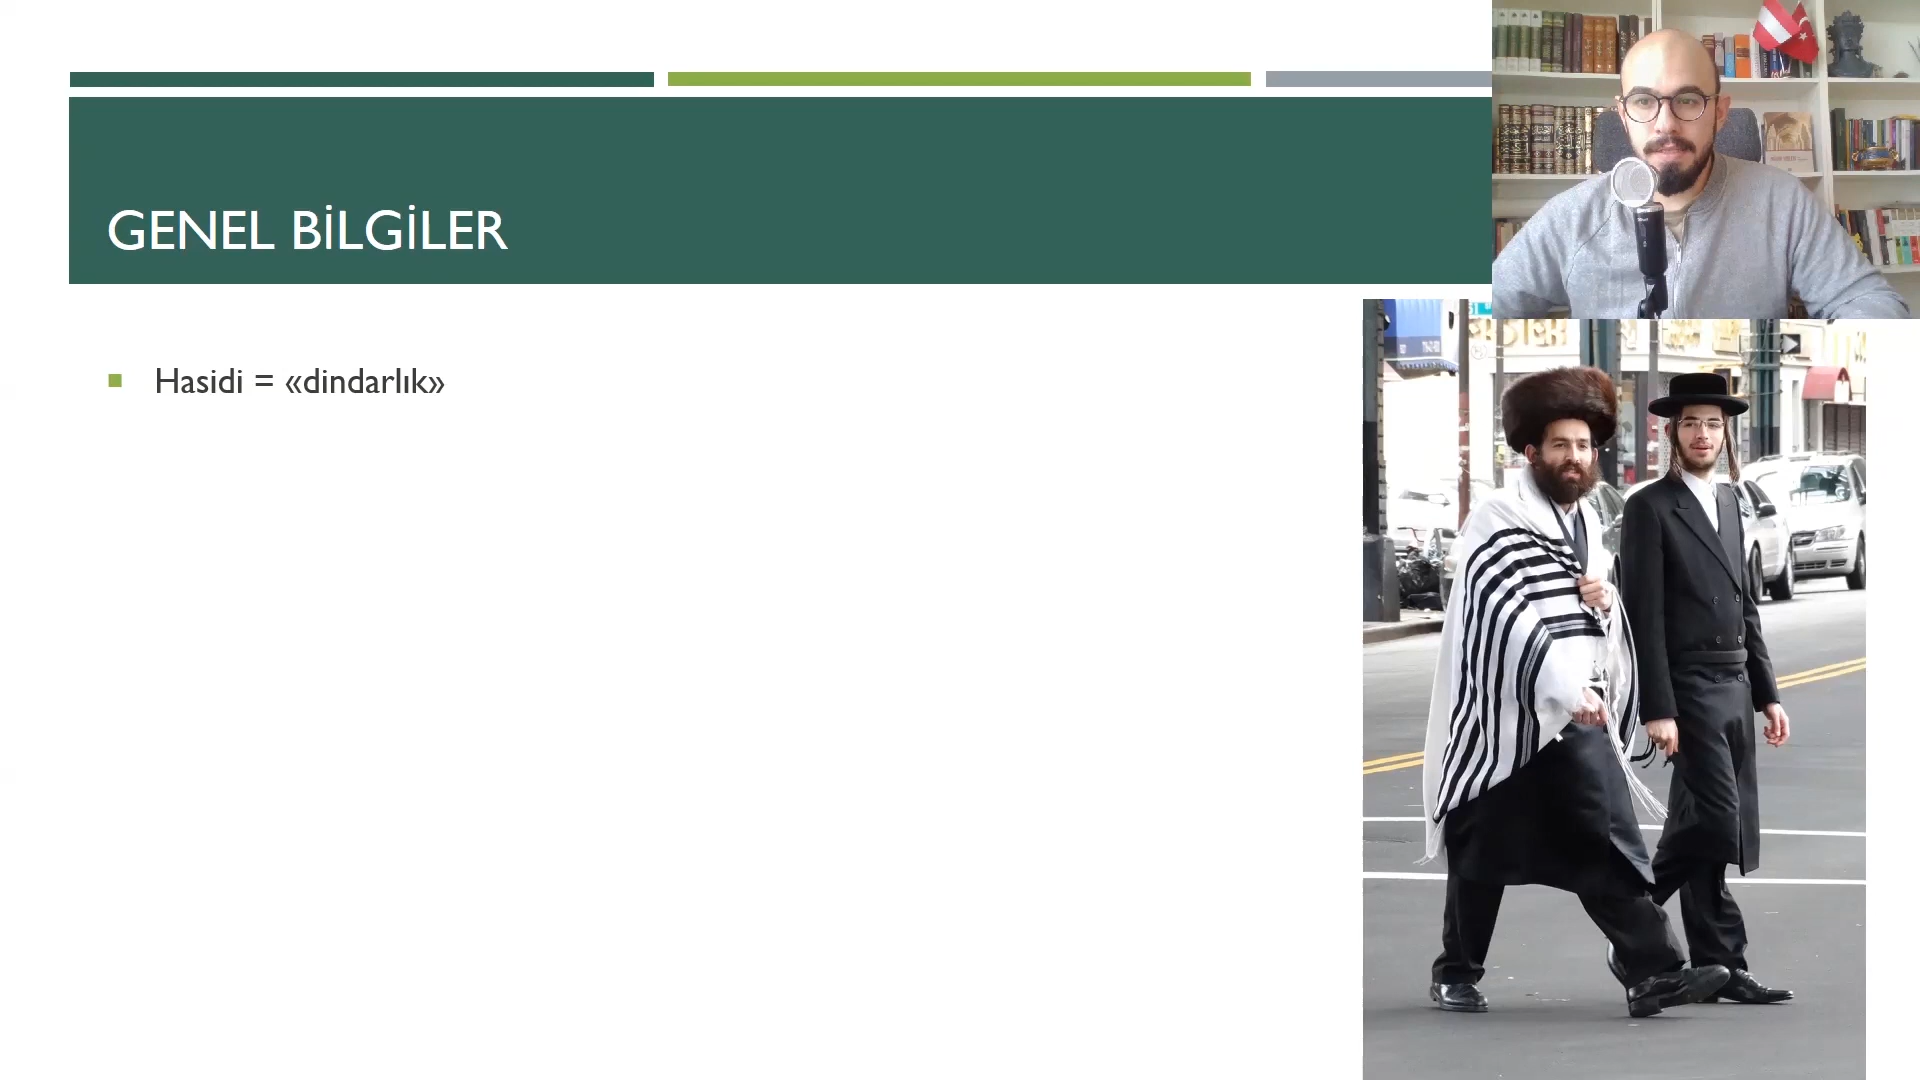 GENEL BİLGİLER
Hasidi = «dindarlık»